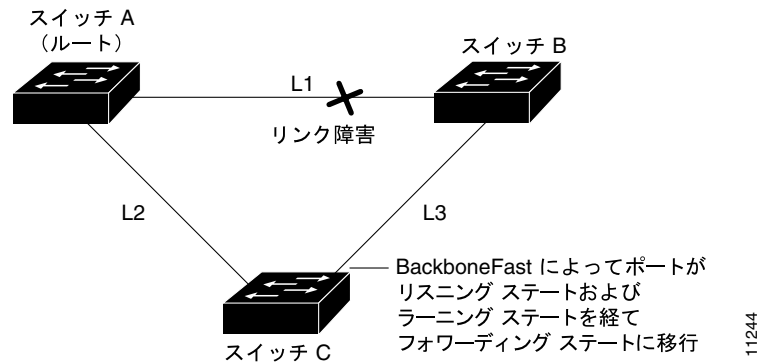 スイッチ A
（ルート）
スイッチ B
L1
リンク障害
L2
L3
BackboneFast によってポートが
リスニング ステートおよび
ラーニング ステートを経て
フォワーディング ステートに移行
スイッチ C
11244